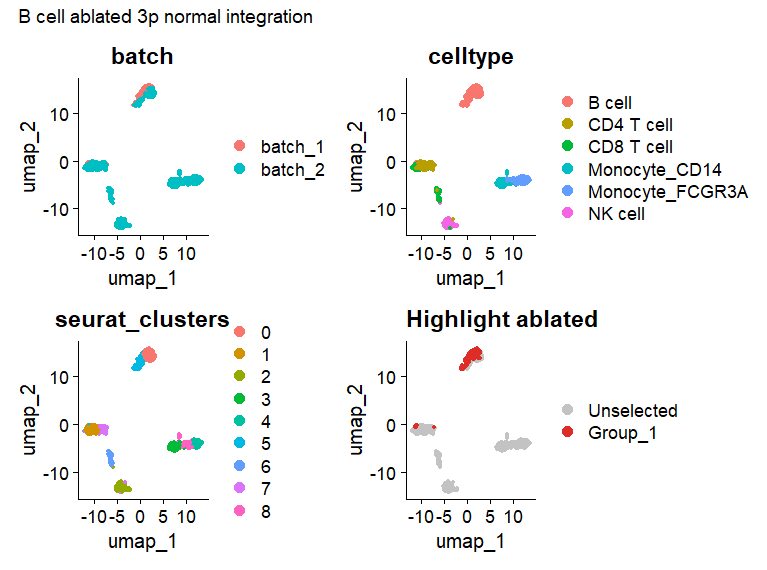 B cell ablated 3p normal integration
batch
umap_2
10
0
-10
-10 -5 0 5 10
umap_1
batch_1
batch_2
celltype
umap_2
10
0
-10
-10 -5 0 5 10
umap_1
B cell
CD4 T cell
CD8 T cell
Monocyte_CD14
Monocyte_FCGR3A
NK cell
seurat_clusters
umap_2
10
0
-10
-10 -5 0 5 10
umap_1
0
1
2
3
4
5
6
7
8
Highlight ablated
umap_2
10
0
-10
-10 -5 0 5 10
umap_1
Unselected
Group_1